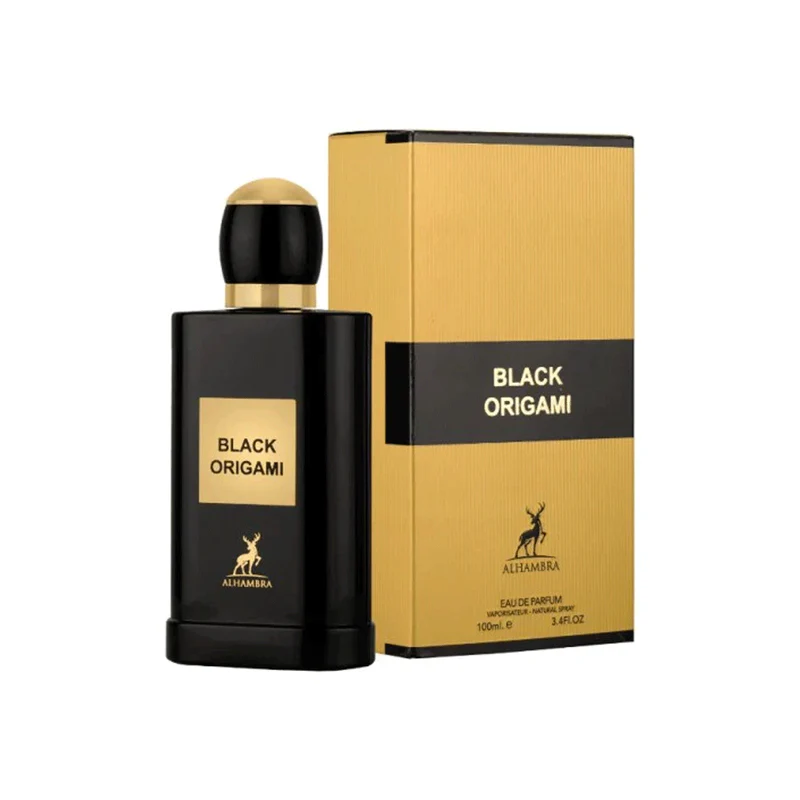 BLACK
ORIGAMI
ALHAMBRA
BLACK
ORIGAMI
ALHAMBRA
EAU DE PARFUM
VAPORISATEUR - NATURAL SPRAY
100ml. e 3.4Fl.OZ